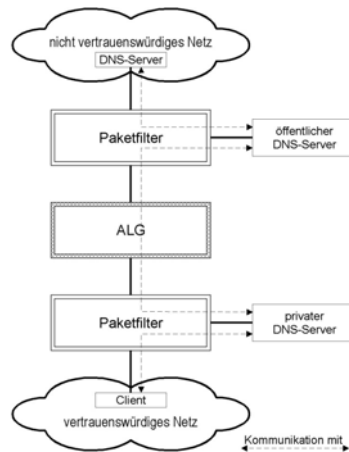 nicht vertrauenswürdiges Netz
DNS-Server
Paketfilter
öffentlicher
DNS-Server
ALG
Paketfilter
privater
DNS-Server
Client
vertrauenswürdiges Netz
Kommunikation mit